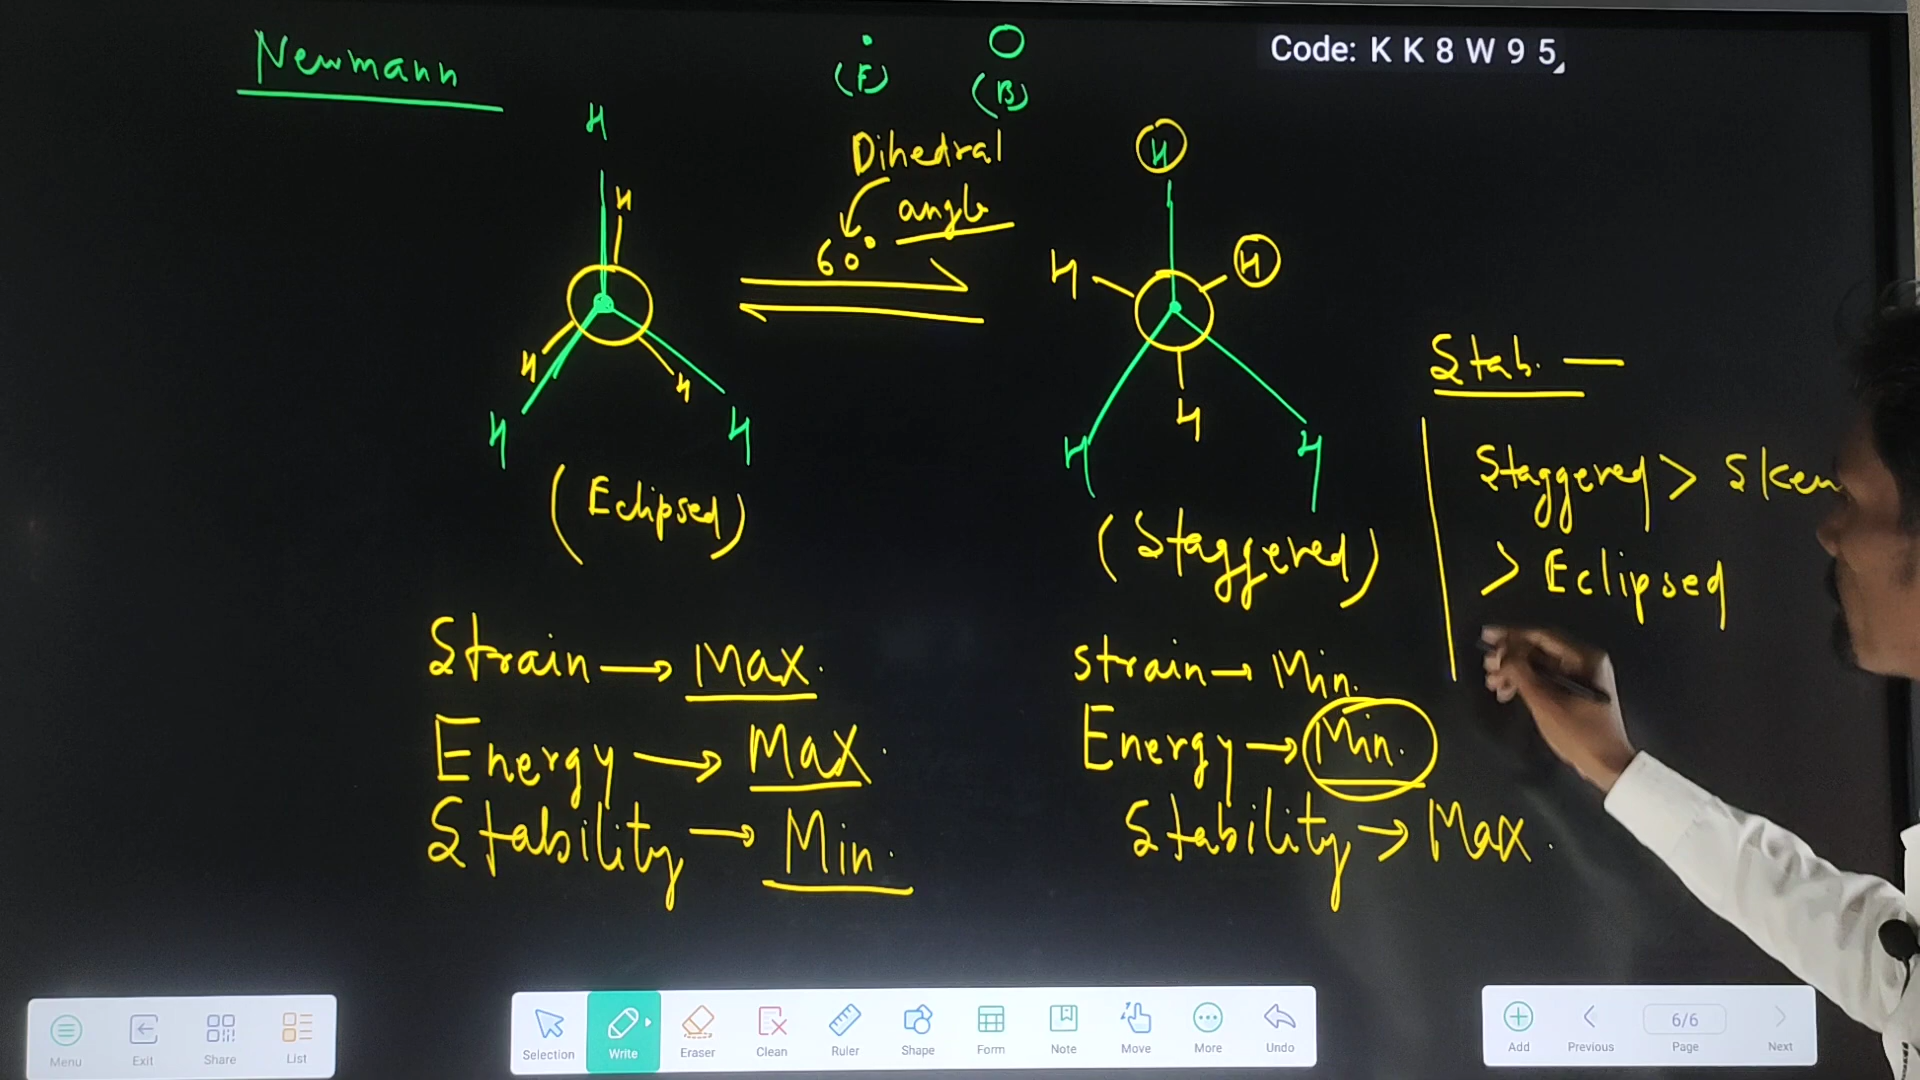 Newmann
(F)
(B)
Code: K K 8 W 9 5
H
H
H
H
H
H
(Eclipsed)
Dihedral
angle
60°
H
H
H
H
H
H
(Staggered)
Stab. —
Staggered > Skew
> Eclipsed
Strain → Max.
Energy → Max.
Stability → Min.
Strain → Min.
Energy → Min.
Stability → Max.
Menu
Exit
Share
List
Selection
Write
Eraser
Clean
Ruler
Shape
Form
Note
Move
More
Undo
Add
Previous
6/6
Page
Next